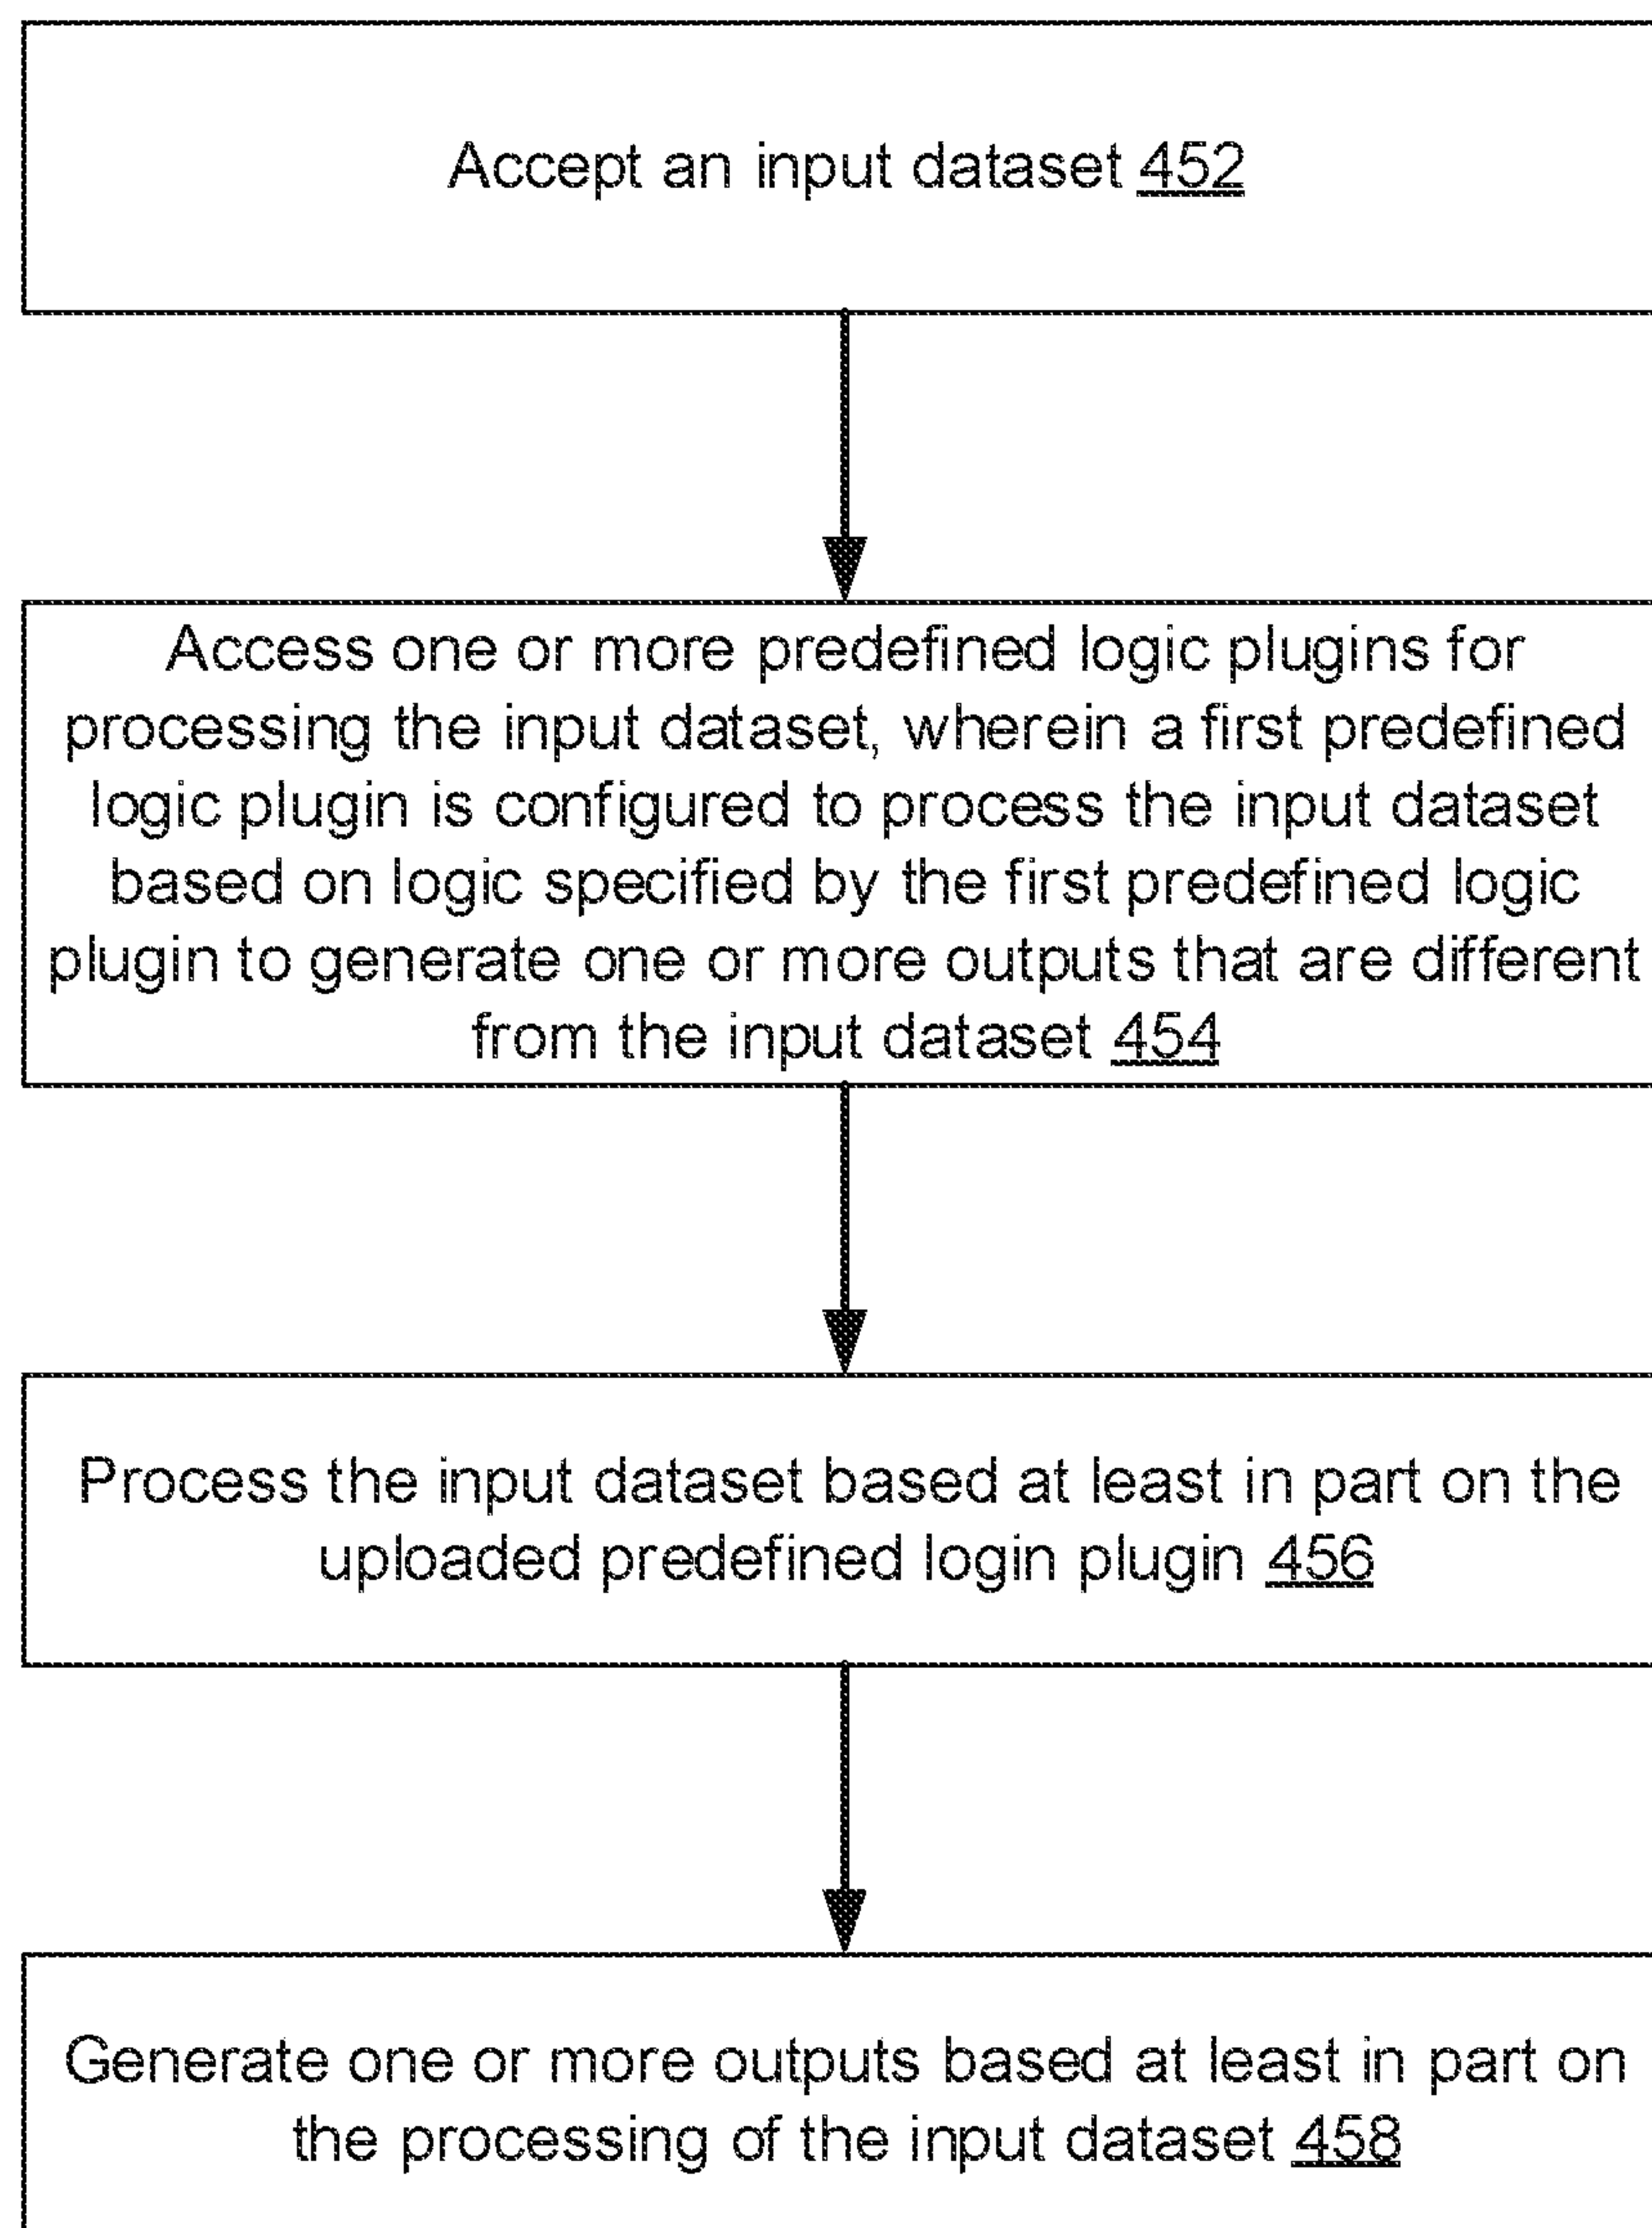 Accept an input dataset 452
Access one or more predefined logic plugins for
processing the input dataset, wherein a first predefined
logic plugin is configured to process the input dataset
based on logic specified by the first predefined logic
plugin to generate one or more outputs that are different
from the input dataset 454
Process the input dataset based at least in part on the
uploaded predefined login plugin 456
Generate one or more outputs based at least in part on
the processing of the input dataset 458